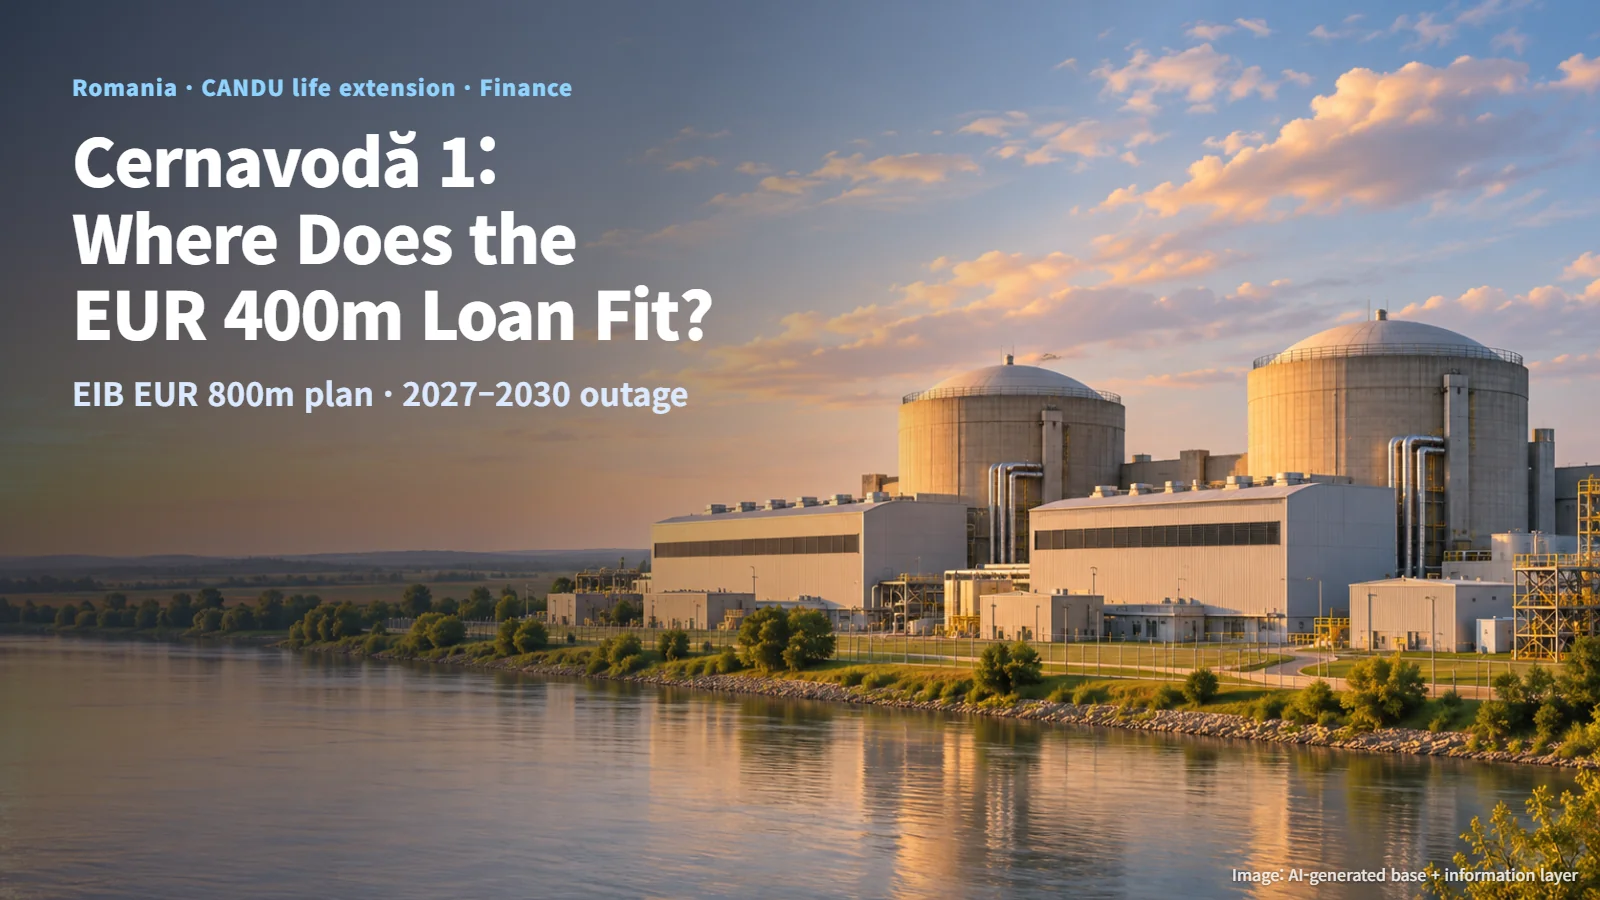 Romania · CANDU life extension · Finance
Cernavodă 1:
Where Does the
EUR 400m Loan Fit?
EIB EUR 800m plan · 2027–2030 outage
Image: AI-generated base + information layer